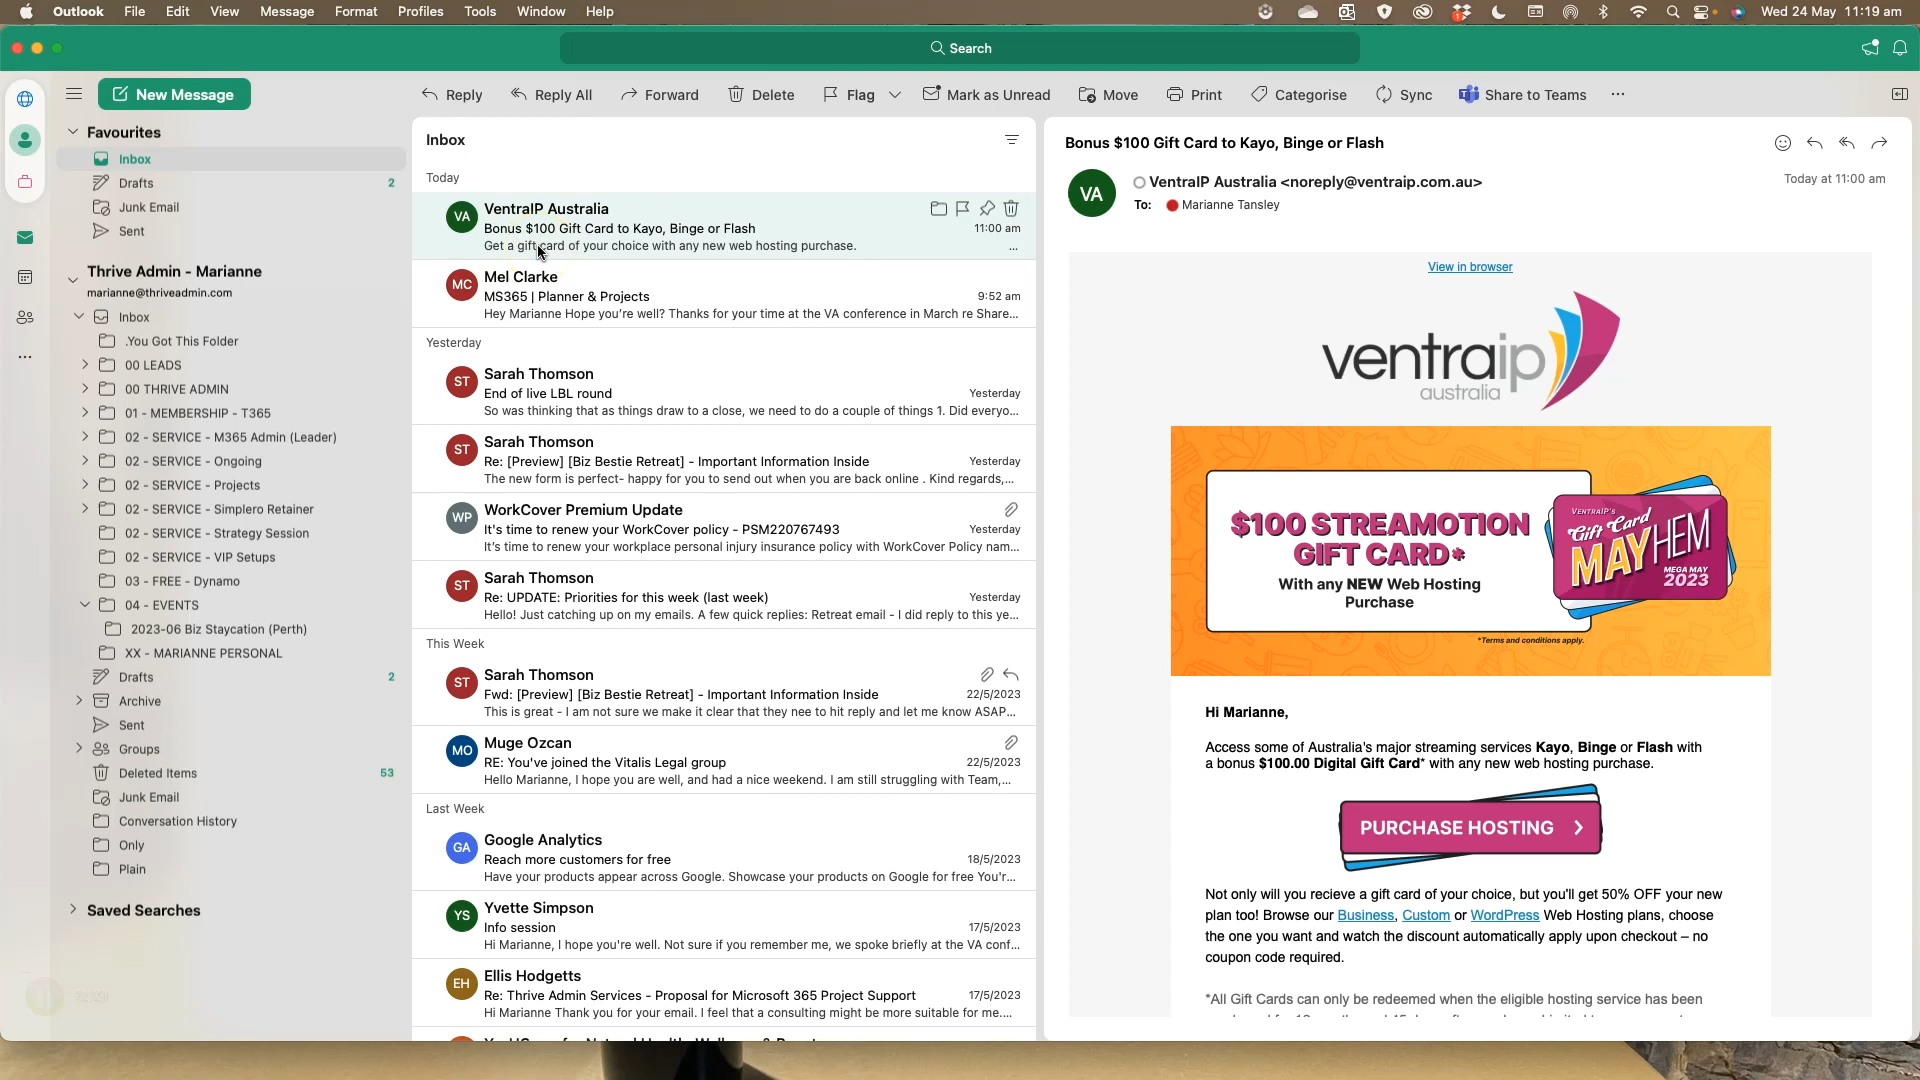 Outlook File Edit View Message Format Profiles Tools Window Help Wed 24 May 11:19 am
Search
New Message Reply Reply All Forward Delete Flag Mark as Unread Move Print Categorise Sync Share to Teams
Favourites
Inbox
Drafts 2
Junk Email
Sent
Thrive Admin - Marianne
marianne@thriveadmin.com
Inbox
.You Got This Folder
00 LEADS
00 THRIVE ADMIN
01 - MEMBERSHIP - T365
02 - SERVICE - M365 Admin (Leader)
02 - SERVICE - Ongoing
02 - SERVICE - Projects
02 - SERVICE - Simplero Retainer
02 - SERVICE - Strategy Session
02 - SERVICE - VIP Setups
03 - FREE - Dynamo
04 - EVENTS
2023-06 Biz Staycation (Perth)
XX - MARIANNE PERSONAL
Drafts 2
Archive
Sent
Groups
Deleted Items 53
Junk Email
Conversation History
Only
Plain
Saved Searches
Inbox
Today
VA VentraIP Australia
Bonus $100 Gift Card to Kayo, Binge or Flash 11:00 am
Get a gift card of your choice with any new web hosting purchase. ...
MC Mel Clarke
MS365 | Planner & Projects 9:52 am
Hey Marianne Hope you're well? Thanks for your time at the VA conference in March re Share...
Yesterday
ST Sarah Thomson
End of live LBL round Yesterday
So was thinking that as things draw to a close, we need to do a couple of things 1. Did everyo...
ST Sarah Thomson
Re: [Preview] [Biz Bestie Retreat] - Important Information Inside Yesterday
The new form is perfect- happy for you to send out when you are back online . Kind regards,...
WP WorkCover Premium Update
It's time to renew your WorkCover policy - PSM220767493 Yesterday
It's time to renew your workplace personal injury insurance policy with WorkCover Policy nam...
ST Sarah Thomson
Re: UPDATE: Priorities for this week (last week) Yesterday
Hello! Just catching up on my emails. A few quick replies: Retreat email - I did reply to this ye...
This Week
ST Sarah Thomson
Fwd: [Preview] [Biz Bestie Retreat] - Important Information Inside 22/5/2023
This is great - I am not sure we make it clear that they nee to hit reply and let me know ASAP...
MO Muge Ozcan
RE: You've joined the Vitalis Legal group 22/5/2023
Hello Marianne, I hope you are well, and had a nice weekend. I am still struggling with Team,...
Last Week
GA Google Analytics
Reach more customers for free 18/5/2023
Have your products appear across Google. Showcase your products on Google for free You'r...
YS Yvette Simpson
Info session 17/5/2023
Hi Marianne, I hope you're well. Not sure if you remember me, we spoke briefly at the VA conf...
EH Ellis Hodgetts
Re: Thrive Admin Services - Proposal for Microsoft 365 Project Support 17/5/2023
Hi Marianne Thank you for your email. I feel that a consulting might be more suitable for me....
Bonus $100 Gift Card to Kayo, Binge or Flash
VA VentraIP Australia <noreply@ventraip.com.au> Today at 11:00 am
To: Marianne Tansley
View in browser
ventraip
australia
$100 STREAMOTION
GIFT CARD*
With any NEW Web Hosting
Purchase
*Terms and conditions apply.
VENTRAIP'S
Gift Card
MAYHEM
MEGA MAY
2023
Hi Marianne,
Access some of Australia's major streaming services Kayo, Binge or Flash with
a bonus $100.00 Digital Gift Card* with any new web hosting purchase.
PURCHASE HOSTING
Not only will you recieve a gift card of your choice, but you'll get 50% OFF your new
plan too! Browse our Business, Custom or WordPress Web Hosting plans, choose
the one you want and watch the discount automatically apply upon checkout – no
coupon code required.
*All Gift Cards can only be redeemed when the eligible hosting service has been